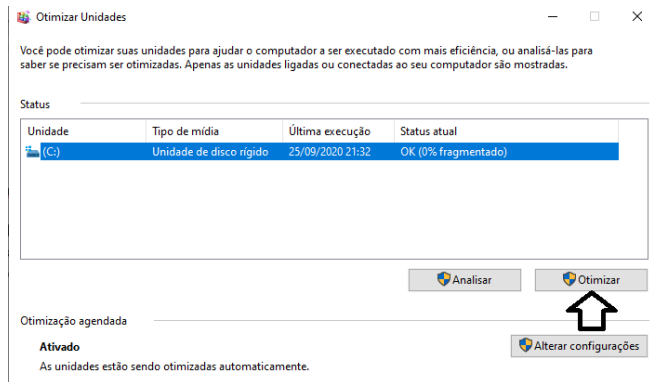 Otimizar Unidades
Você pode otimizar suas unidades para ajudar o computador a ser executado com mais eficiência, ou analisá-las para
saber se precisam ser otimizadas. Apenas as unidades ligadas ou conectadas ao seu computador são mostradas.
Status
Unidade Tipo de mídia Última execução Status atual
(C:) Unidade de disco rígido 25/09/2020 21:32 OK (0% fragmentado)
Analisar Otimizar
Otimização agendada
Ativado Alterar configurações
As unidades estão sendo otimizadas automaticamente.